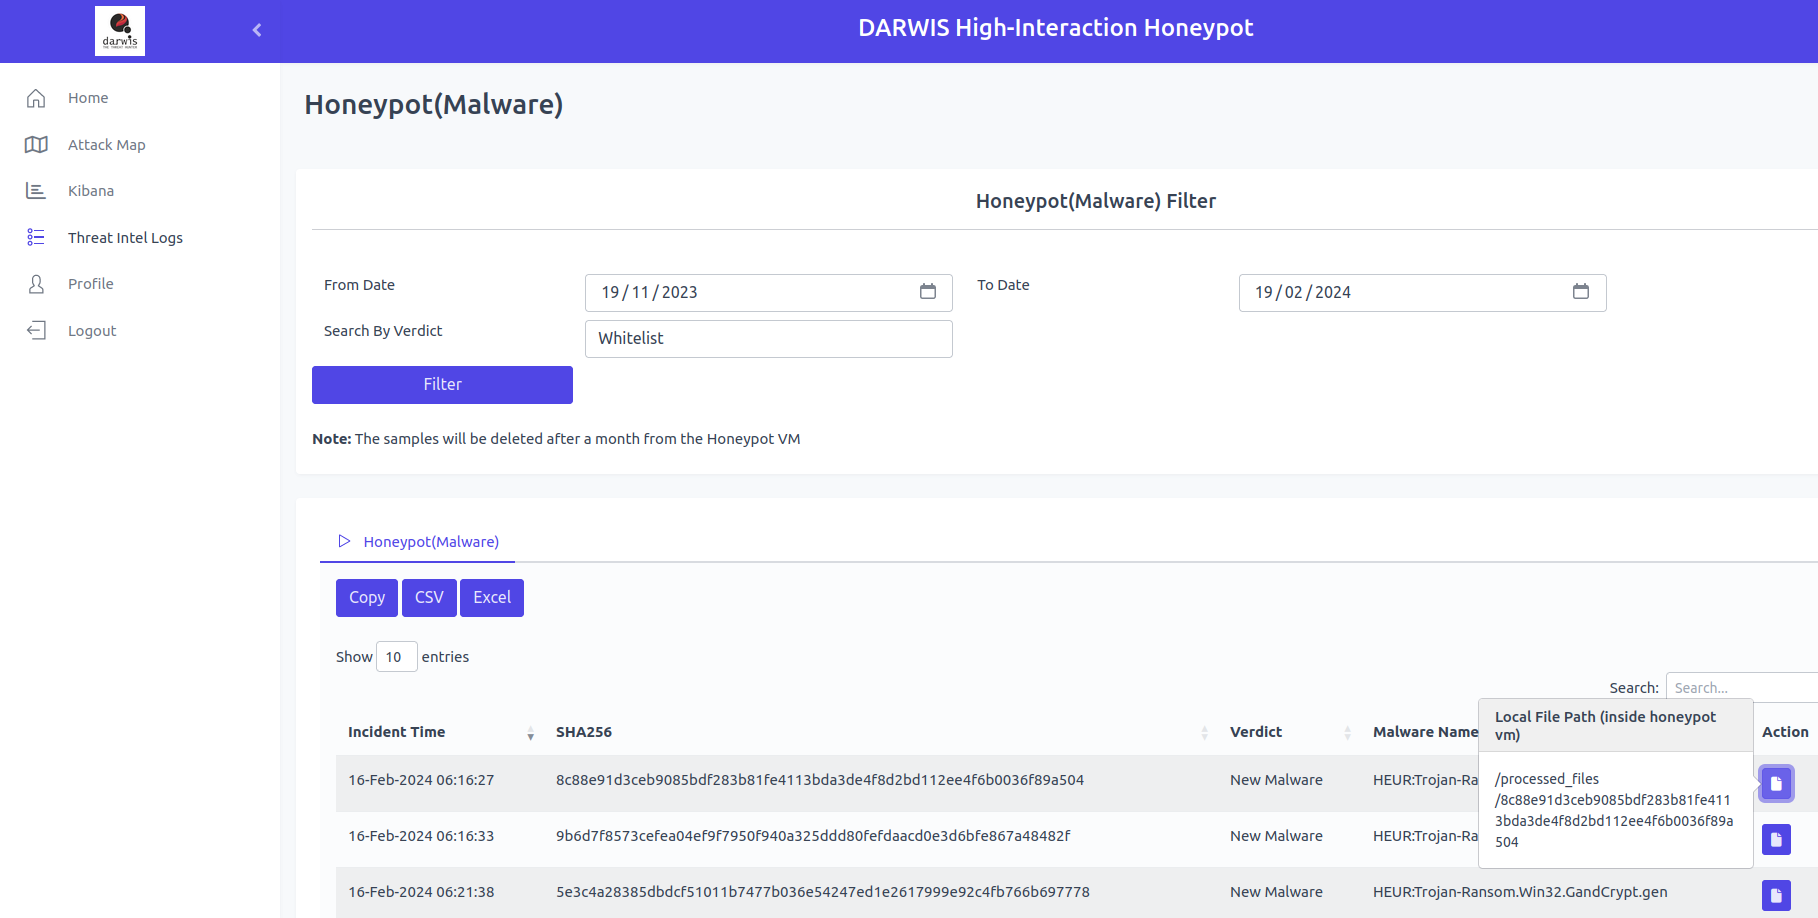 darwis
DARWIS High-Interaction Honeypot
Home
Attack Map
Kibana
Threat Intel Logs
Profile
Logout
Honeypot(Malware)
Honeypot(Malware) Filter
From Date
19/11/2023
To Date
19/02/2024
Search By Verdict
Whitelist
Filter
Note: The samples will be deleted after a month from the Honeypot VM
Honeypot(Malware)
Copy CSV Excel
Show 10 entries
Search: Search...
Incident Time SHA256 Verdict Malware Name Action
16-Feb-2024 06:16:27 8c88e91d3ceb9085bdf283b81fe4113bda3de4f8d2bd112ee4f6b0036f89a504 New Malware HEUR:Trojan-Ra
16-Feb-2024 06:16:33 9b6d7f8573cefea04ef9f7950f940a325ddd80fefdaacd0e3d6bfe867a48482f New Malware HEUR:Trojan-Ra
16-Feb-2024 06:21:38 5e3c4a28385dbdcf51011b7477b036e54247ed1e2617999e92c4fb766b697778 New Malware HEUR:Trojan-Ransom.Win32.GandCrypt.gen
Local File Path (inside honeypot
vm)
/processed_files
/8c88e91d3ceb9085bdf283b81fe411
3bda3de4f8d2bd112ee4f6b0036f89a
504